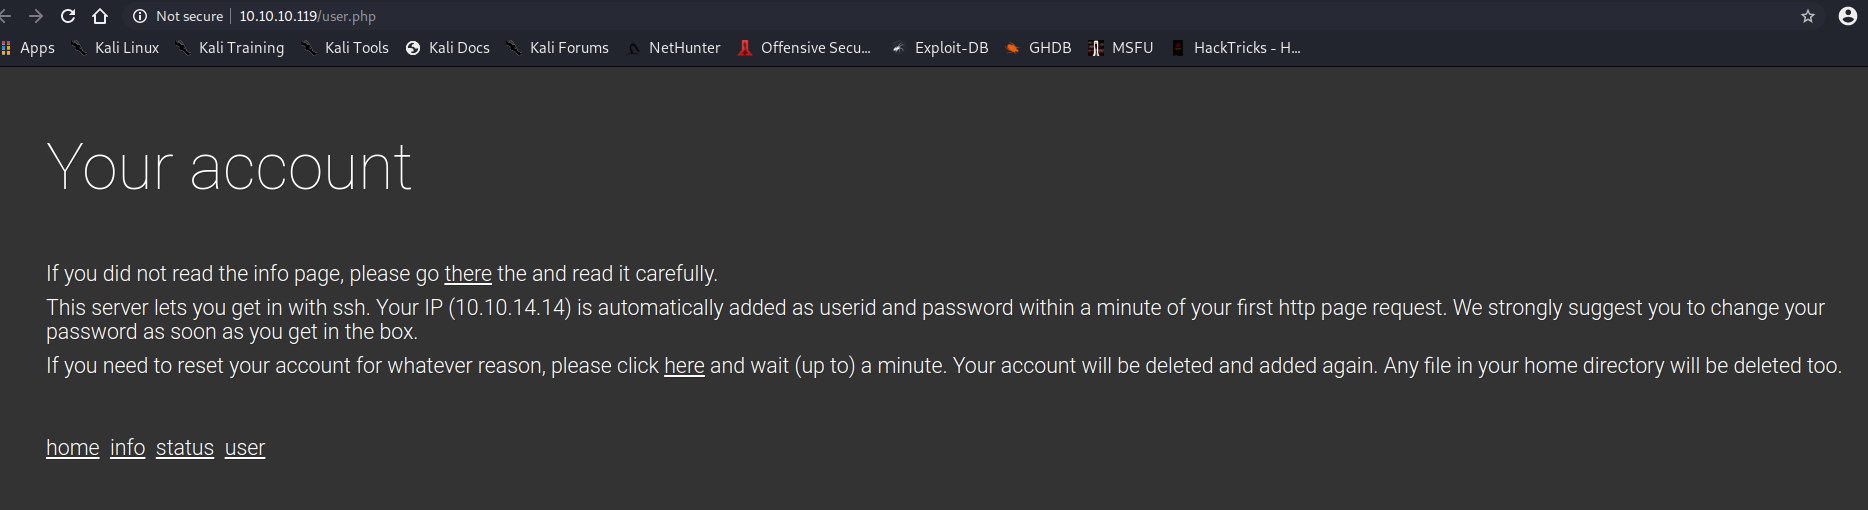 Not secure | 10.10.10.119/user.php
Apps Kali Linux Kali Training Kali Tools Kali Docs Kali Forums NetHunter Offensive Secu... Exploit-DB GHDB MSFU HackTricks - H...
Your account
If you did not read the info page, please go there the and read it carefully.
This server lets you get in with ssh. Your IP (10.10.14.14) is automatically added as userid and password within a minute of your first http page request. We strongly suggest you to change your
password as soon as you get in the box.
If you need to reset your account for whatever reason, please click here and wait (up to) a minute. Your account will be deleted and added again. Any file in your home directory will be deleted too.
home info status user